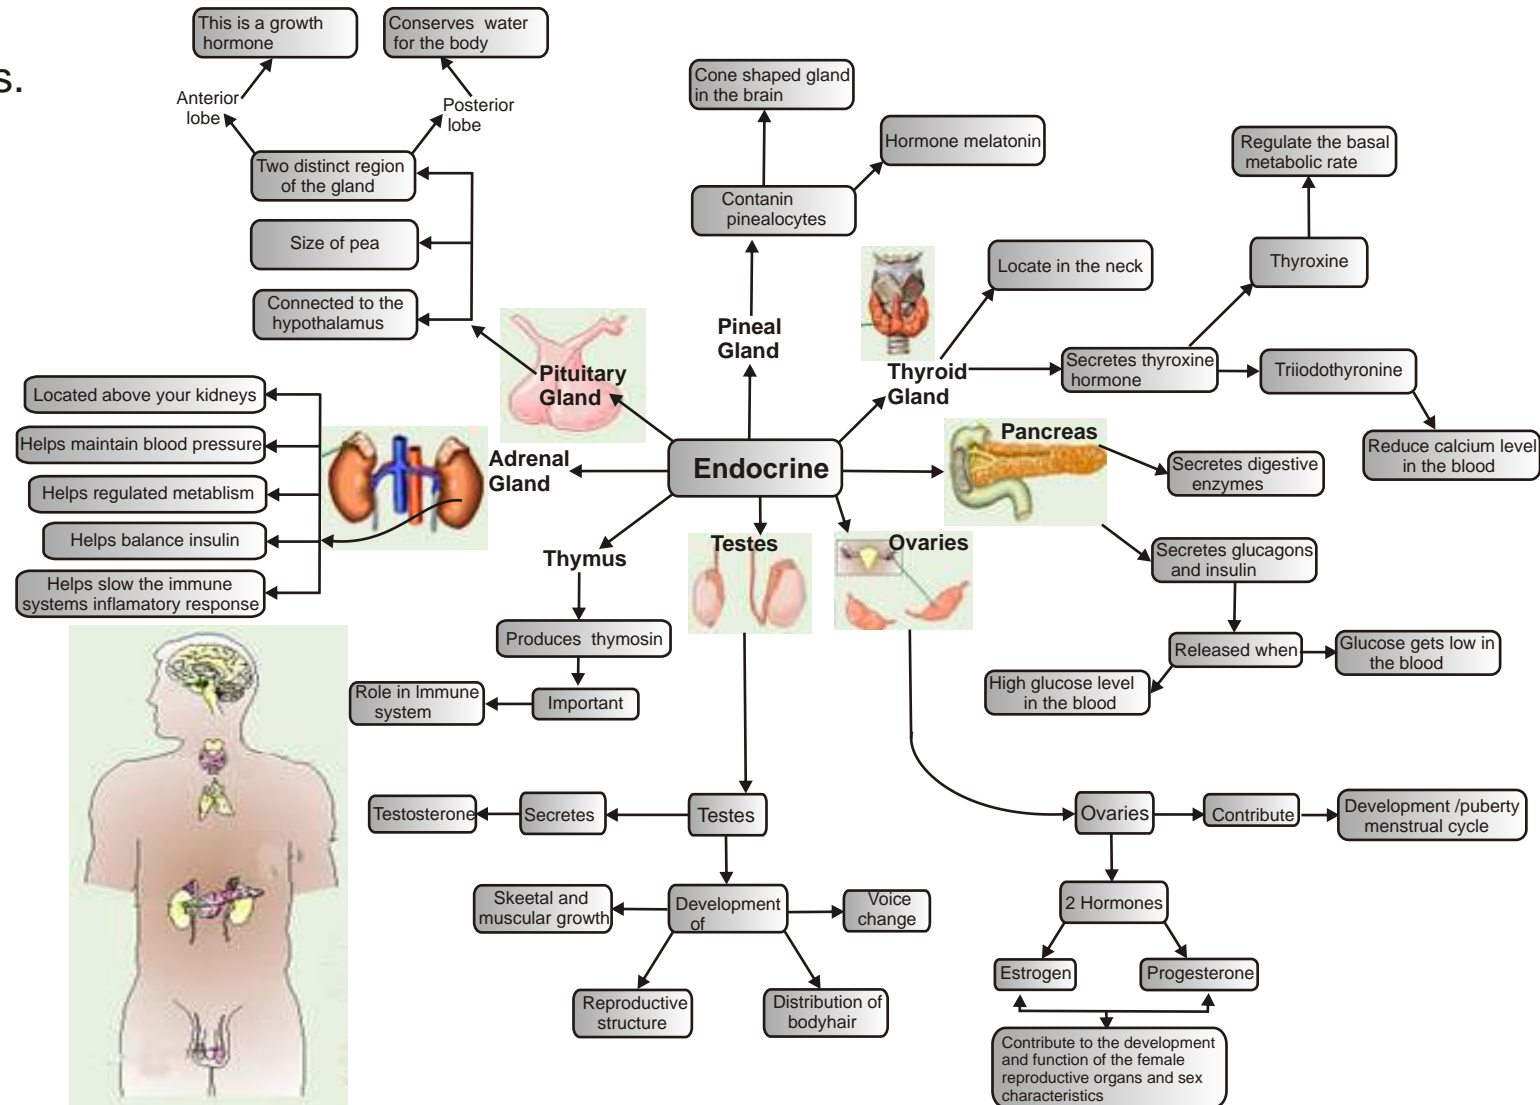 s.
This is a growth
hormone
Conserves water
for the body
Anterior
lobe
Posterior
lobe
Two distinct region
of the gland
Size of pea
Connected to the
hypothalamus
Pituitary
Gland
Cone shaped gland
in the brain
Hormone melatonin
Contanin
pinealocytes
Pineal
Gland
Locate in the neck
Regulate the basal
metabolic rate
Thyroxine
Thyroid
Gland
Secretes thyroxine
hormone
Triiodothyronine
Reduce calcium level
in the blood
Located above your kidneys
Helps maintain blood pressure
Helps regulated metablism
Helps balance insulin
Helps slow the immune
systems inflamatory response
Adrenal
Gland
Endocrine
Pancreas
Secretes digestive
enzymes
Secretes glucagons
and insulin
Released when
Glucose gets low in
the blood
High glucose level
in the blood
Thymus
Produces thymosin
Important
Role in Immune
system
Testes
Ovaries
Testosterone
Secretes
Testes
Skeetal and
muscular growth
Development
of
Voice
change
Reproductive
structure
Distribution of
bodyhair
Ovaries
Contribute
Development /puberty
menstrual cycle
2 Hormones
Estrogen
Progesterone
Contribute to the development
and function of the female
reproductive organs and sex
characteristics